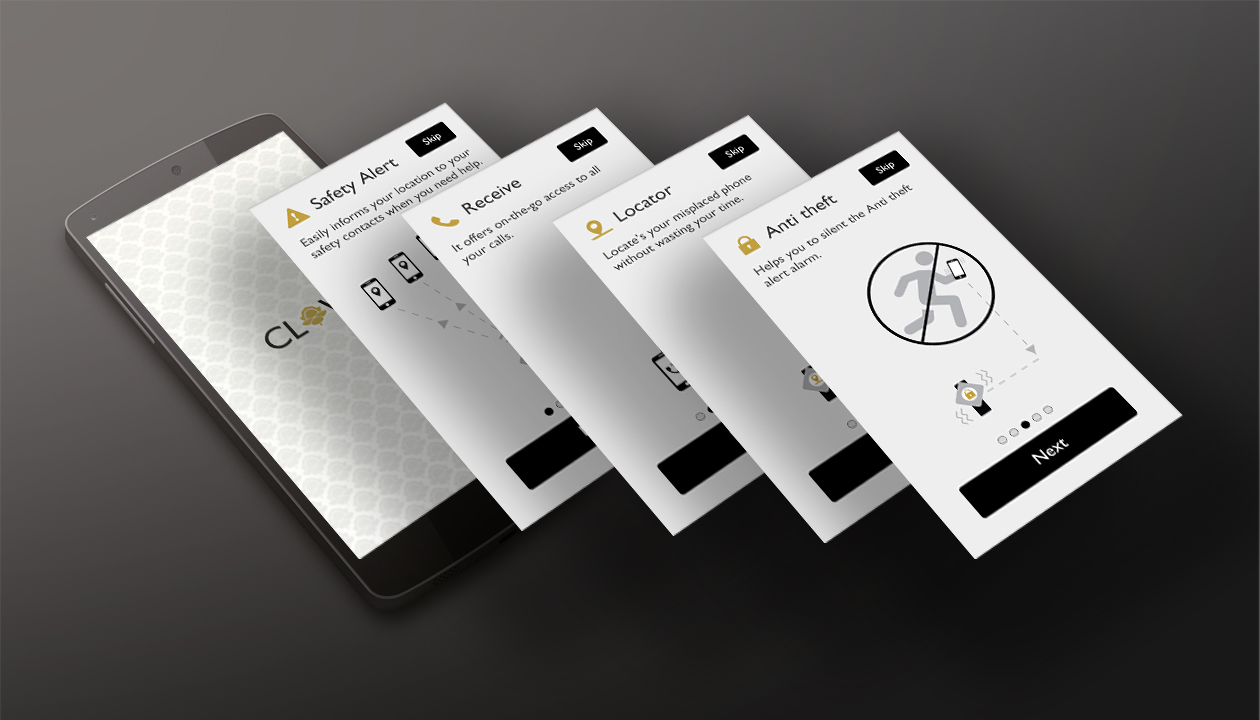 CL
Safety Alert
Skip
Easily informs your location to your
safety contacts when you need help.
Receive
Skip
It offers on-the-go access to all
your calls.
Locator
Skip
Locate's your misplaced phone
without wasting your time.
Anti theft
Skip
Helps you to silent the Anti theft
alert alarm.
Next